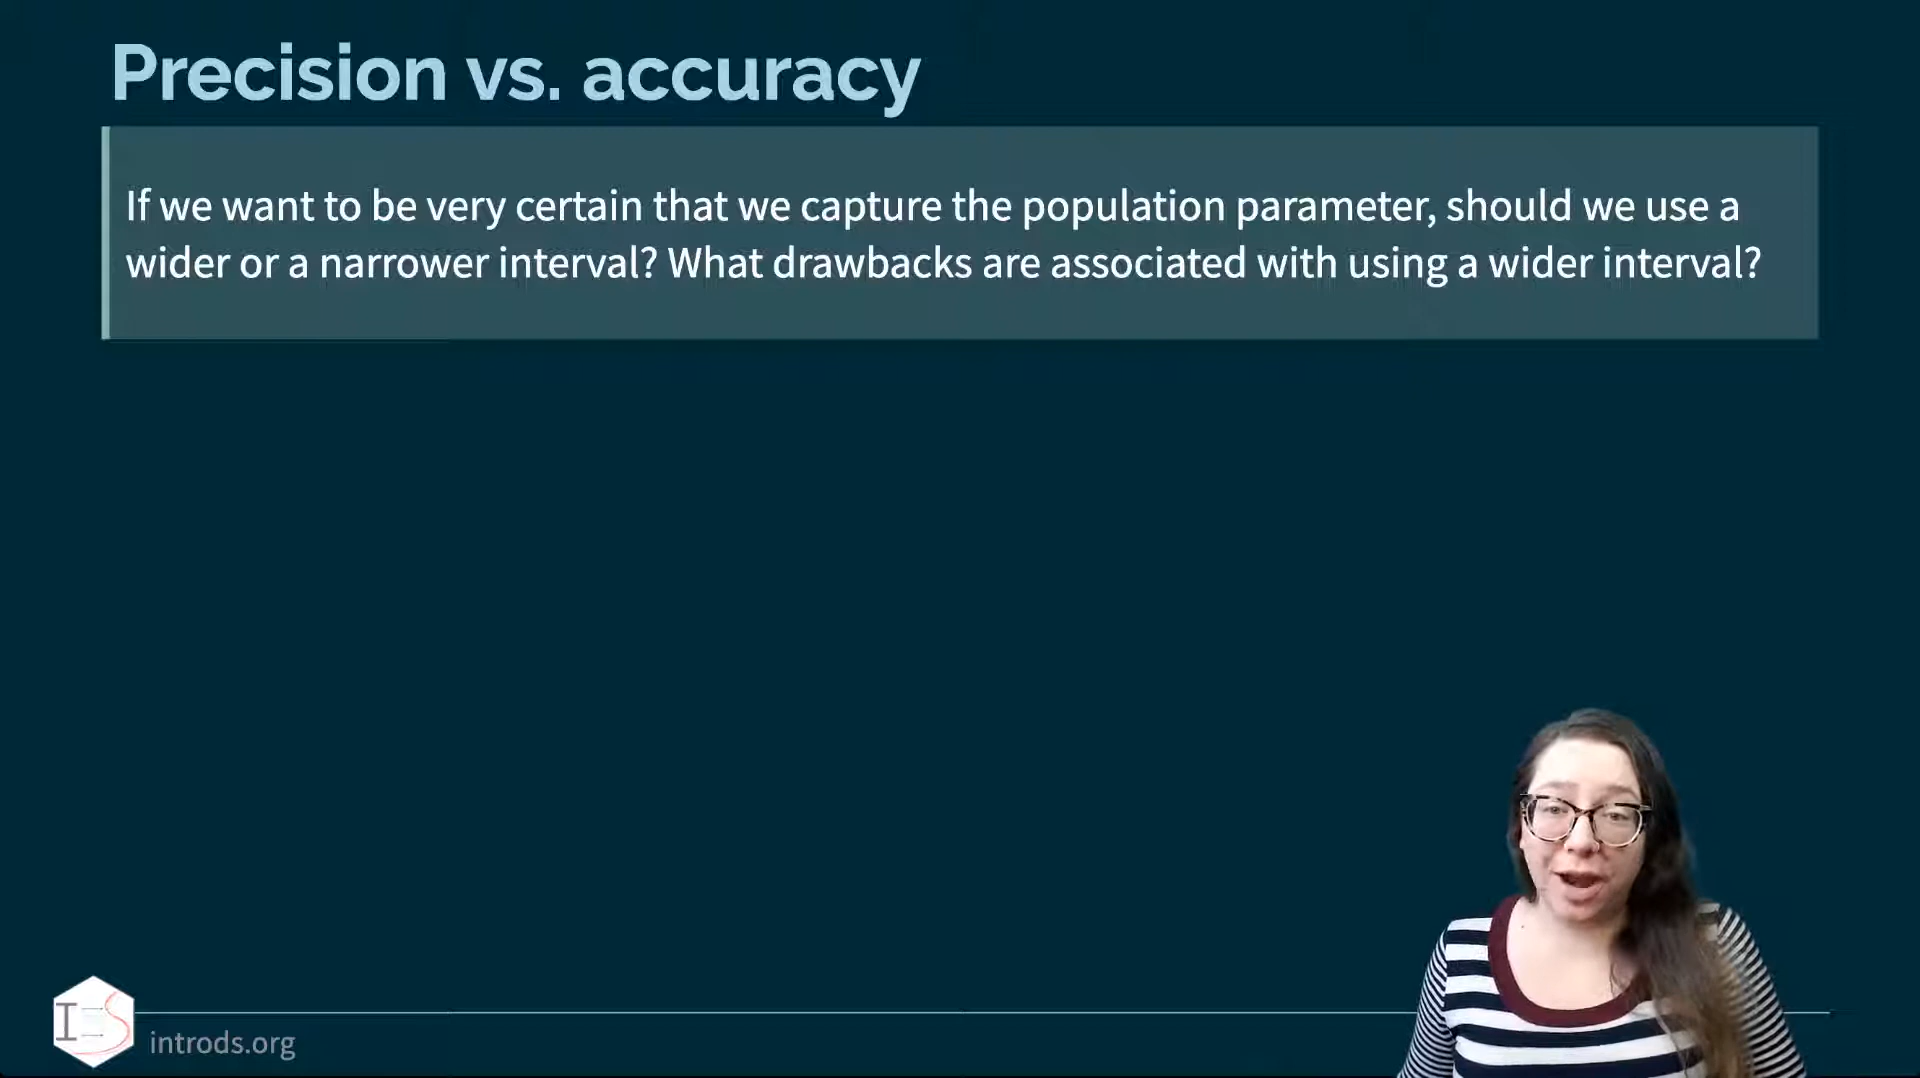 Precision vs. accuracy
If we want to be very certain that we capture the population parameter, should we use a
wider or a narrower interval? What drawbacks are associated with using a wider interval?
introds.org